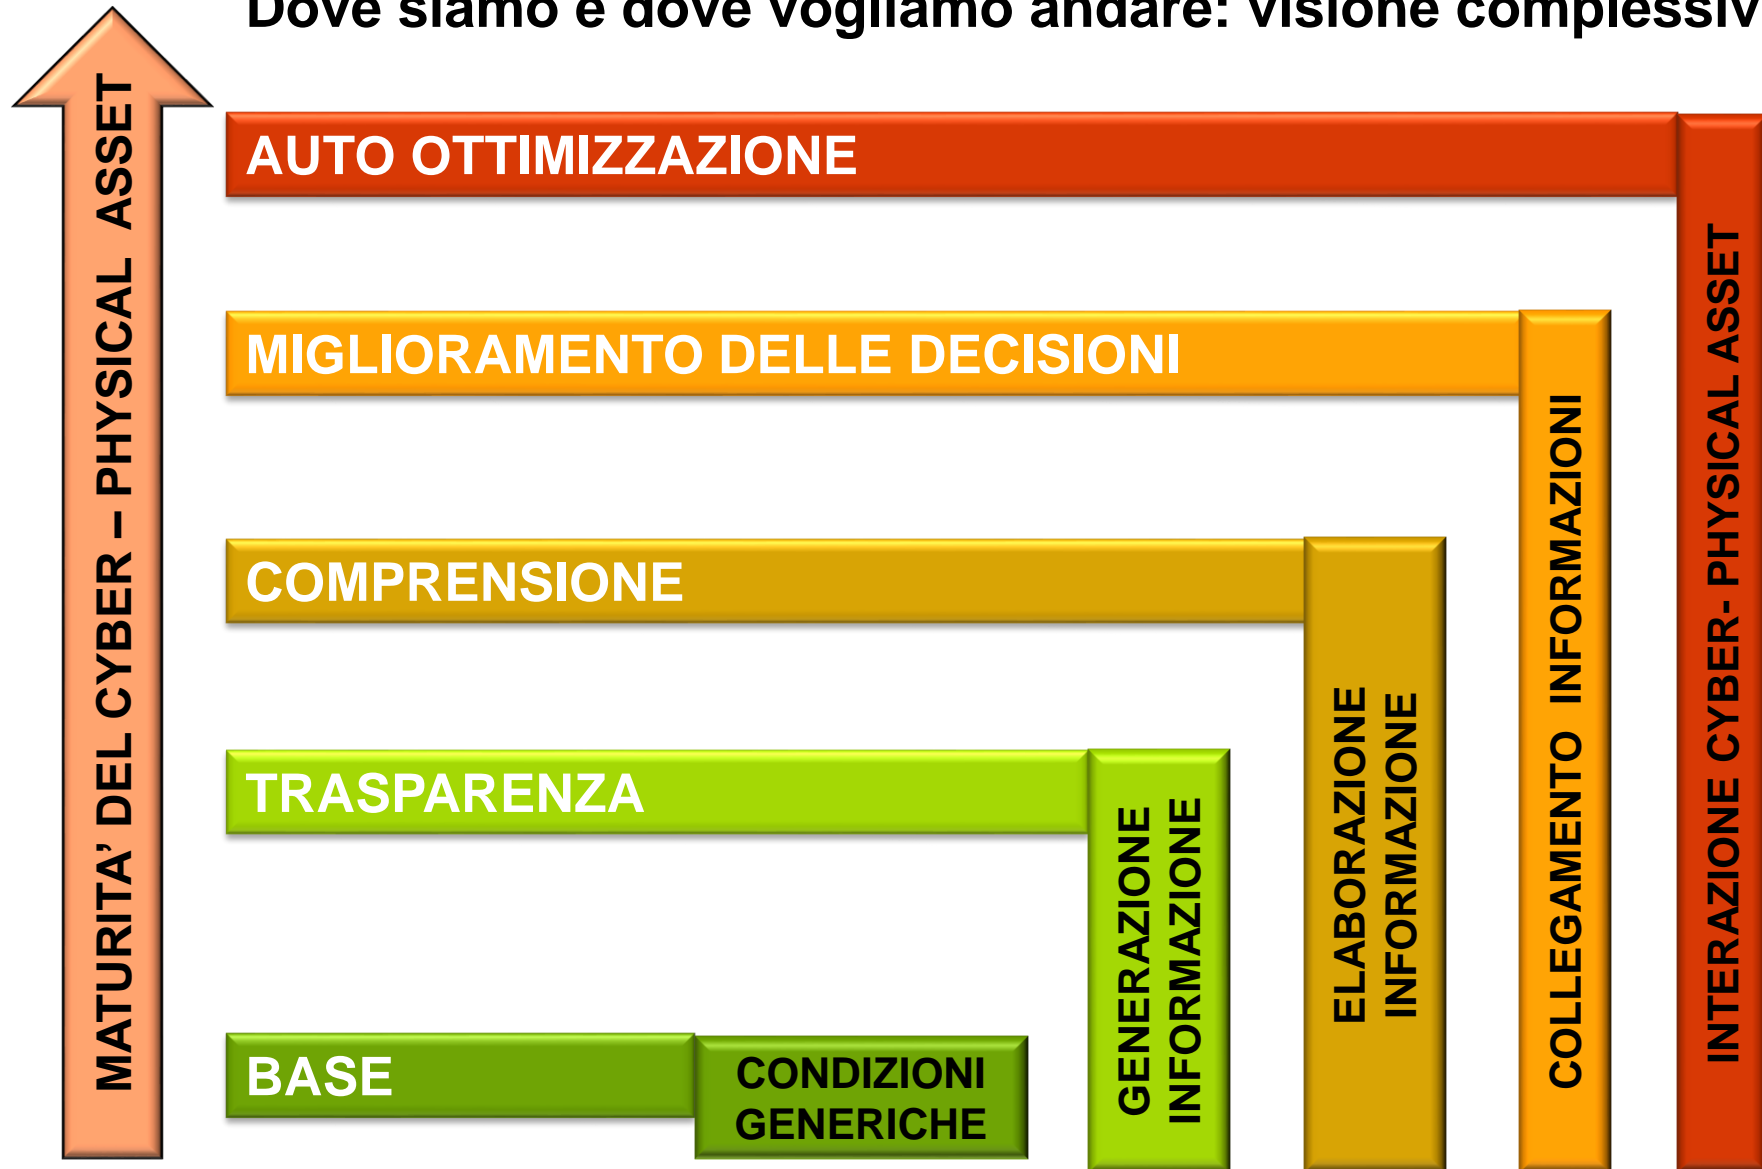 Dove siamo e dove vogliamo andare: visione complessiv
MATURITA’ DEL CYBER – PHYSICAL ASSET
AUTO OTTIMIZZAZIONE
MIGLIORAMENTO DELLE DECISIONI
COMPRENSIONE
TRASPARENZA
BASE
CONDIZIONI
GENERICHE
GENERAZIONE
INFORMAZIONE
ELABORAZIONE
INFORMAZIONE
COLLEGAMENTO INFORMAZIONI
INTERAZIONE CYBER- PHYSICAL ASSET